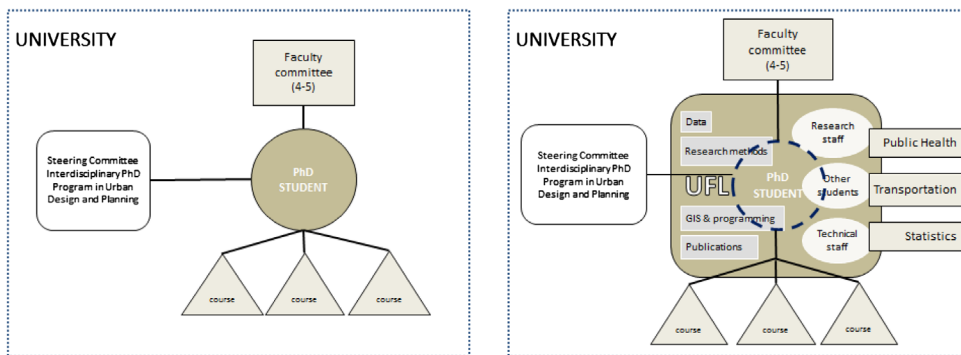 UNIVERSITY
Faculty
committee
(4-5)
Steering Committee
Interdisciplinary PhD
Program in Urban
Design and Planning
PhD
STUDENT
course
course
course
UNIVERSITY
Faculty
committee
(4-5)
Data
Research methods
Research
staff
Public Health
Steering Committee
Interdisciplinary PhD
Program in Urban
Design and Planning
UFL
PhD
STUDENT
Other
students
Transportation
GIS & programming
Publications
Technical
staff
Statistics
course
course
course